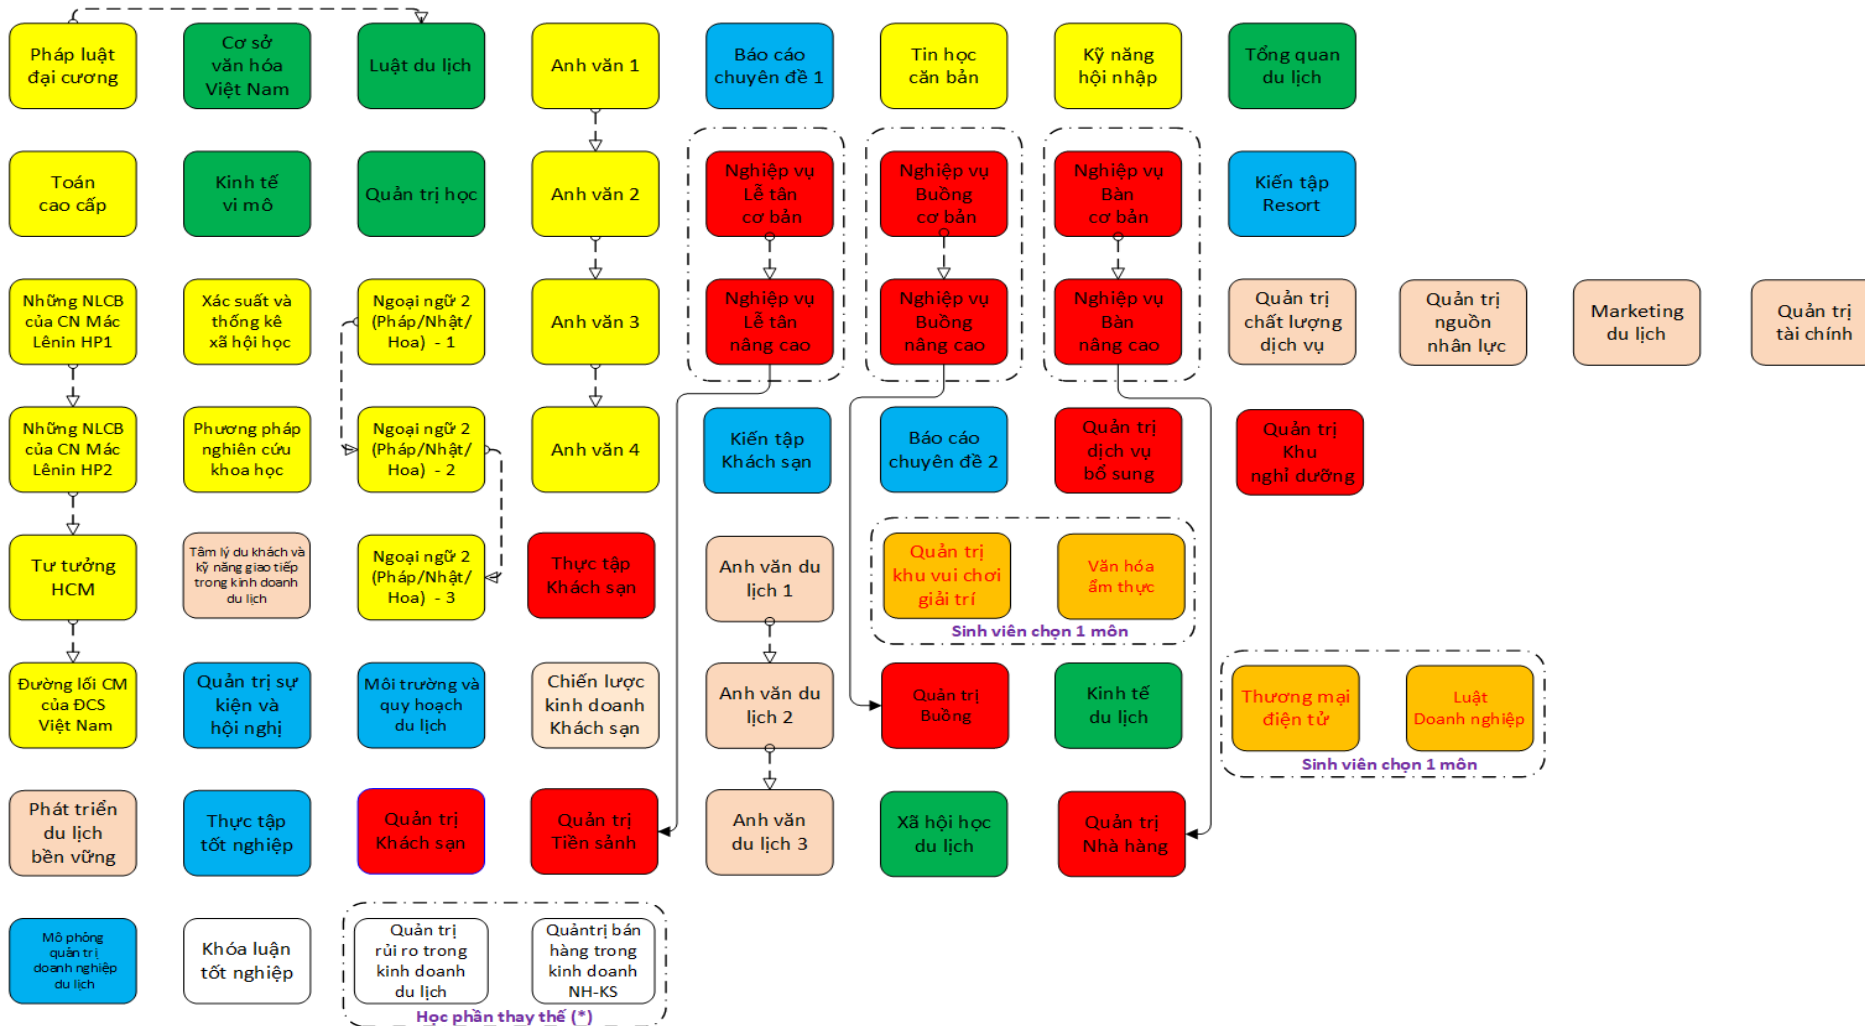 Pháp luật
đại cương
Cơ sở
văn hóa
Việt Nam
Luật du lịch
Anh văn 1
Báo cáo
chuyên đề 1
Tin học
căn bản
Kỹ năng
hội nhập
Tổng quan
du lịch
Toán
cao cấp
Kinh tế
vi mô
Quản trị học
Anh văn 2
Nghiệp vụ
Lễ tân
cơ bản
Nghiệp vụ
Buồng
cơ bản
Nghiệp vụ
Bàn
cơ bản
Kiến tập
Resort
Những NLCB
của CN Mác
Lênin HP1
Xác suất và
thống kê
xã hội học
Ngoại ngữ 2
(Pháp/Nhật/
Hoa) - 1
Anh văn 3
Nghiệp vụ
Lễ tân
nâng cao
Nghiệp vụ
Buồng
nâng cao
Nghiệp vụ
Bàn
nâng cao
Quản trị
chất lượng
dịch vụ
Quản trị
nguồn
nhân lực
Marketing
du lịch
Quản trị
tài chính
Những NLCB
của CN Mác
Lênin HP2
Phương pháp
nghiên cứu
khoa học
Ngoại ngữ 2
(Pháp/Nhật/
Hoa) - 2
Anh văn 4
Kiến tập
Khách sạn
Báo cáo
chuyên đề 2
Quản trị
dịch vụ
bổ sung
Quản trị
Khu
nghỉ dưỡng
Tư tưởng
HCM
Tâm lý du khách và
kỹ năng giao tiếp
trong kinh doanh
du lịch
Ngoại ngữ 2
(Pháp/Nhật/
Hoa) - 3
Thực tập
Khách sạn
Anh văn du
lịch 1
Quản trị
khu vui chơi
giải trí
Văn hóa
ẩm thực
Sinh viên chọn 1 môn
Đường lối CM
của ĐCS
Việt Nam
Quản trị sự
kiện và
hội nghị
Môi trường và
quy hoạch
du lịch
Chiến lược
kinh doanh
Khách sạn
Anh văn du
lịch 2
Quản trị
Buồng
Kinh tế
du lịch
Thương mại
điện tử
Luật
Doanh nghiệp
Sinh viên chọn 1 môn
Phát triển
du lịch
bền vững
Thực tập
tốt nghiệp
Quản trị
Khách sạn
Quản trị
Tiền sảnh
Anh văn
du lịch 3
Xã hội học
du lịch
Quản trị
Nhà hàng
Mô phỏng
quản trị
doanh nghiệp
du lịch
Khóa luận
tốt nghiệp
Quản trị
rủi ro trong
kinh doanh
du lịch
Quảntrị bán
hàng trong
kinh doanh
NH-KS
Học phần thay thế (*)